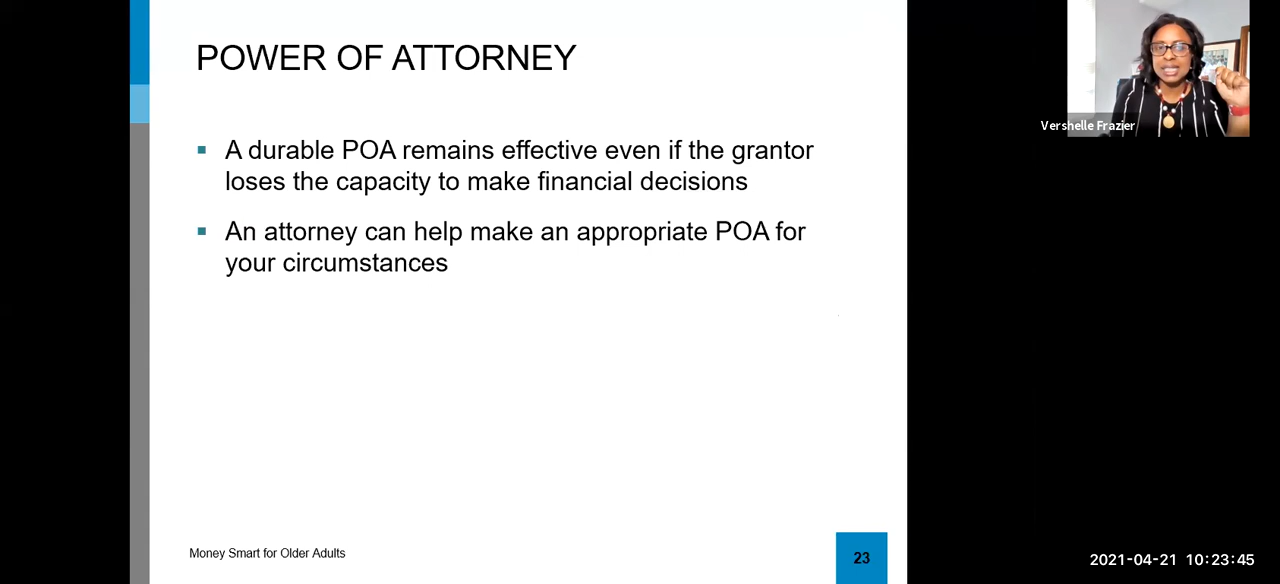 POWER OF ATTORNEY
Vershelle Frazier
A durable POA remains effective even if the grantor
loses the capacity to make financial decisions
An attorney can help make an appropriate POA for
your circumstances
Money Smart for Older Adults
23
2021-04-21 10:23:45